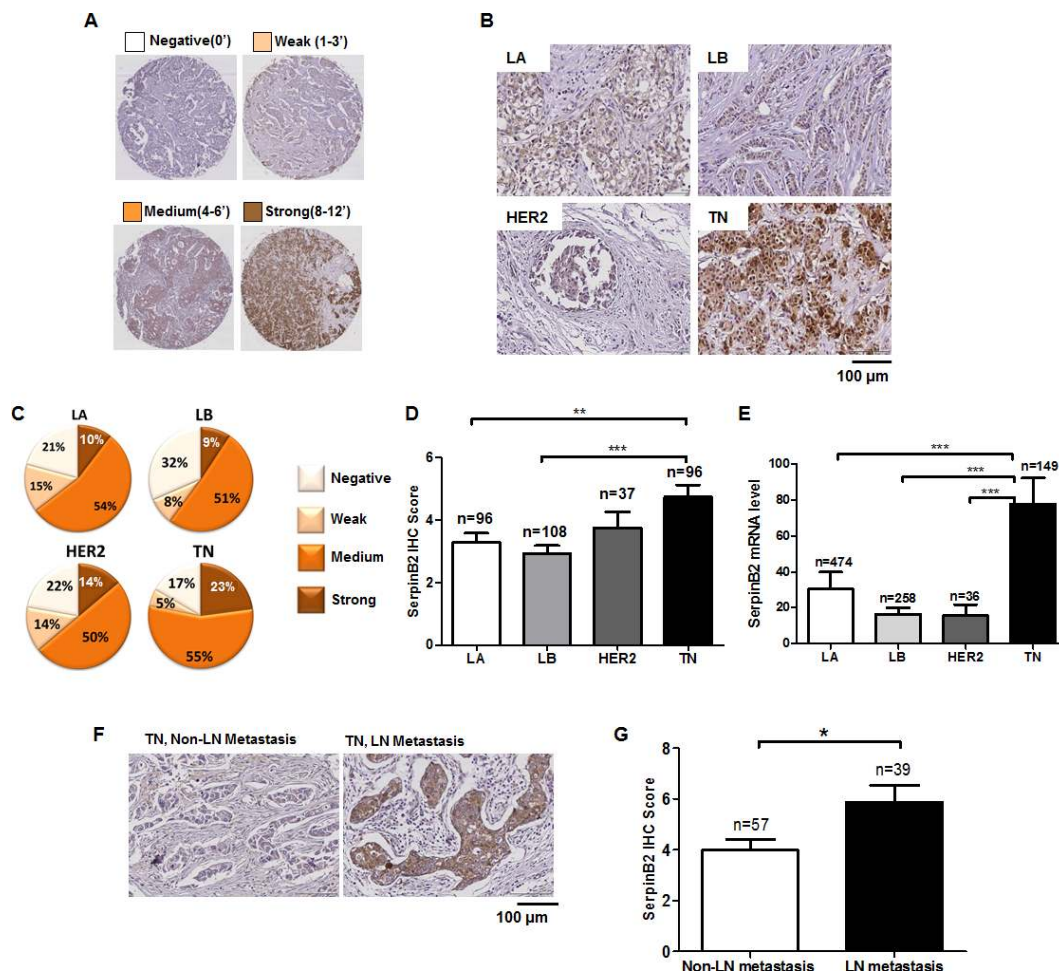 A
Negative(0')
Weak (1-3')
Medium(4-6')
Strong(8-12')
B
LA
LB
HER2
TN
100 µm
C
LA
21%
10%
15%
54%
LB
32%
9%
8%
51%
HER2
22%
14%
14%
50%
TN
17%
23%
5%
55%
Negative
Weak
Medium
Strong
D
**
***
SerpinB2 IHC Score
6
4
2
0
n=96
n=108
n=37
n=96
LA
LB
HER2
TN
E
***
***
***
SerpinB2 mRNA level
100
80
60
40
20
0
n=474
n=258
n=36
n=149
LA
LB
HER2
TN
F
TN, Non-LN Metastasis
TN, LN Metastasis
100 µm
G
*
SerpinB2 IHC Score
8
6
4
2
0
n=57
n=39
Non-LN metastasis
LN metastasis